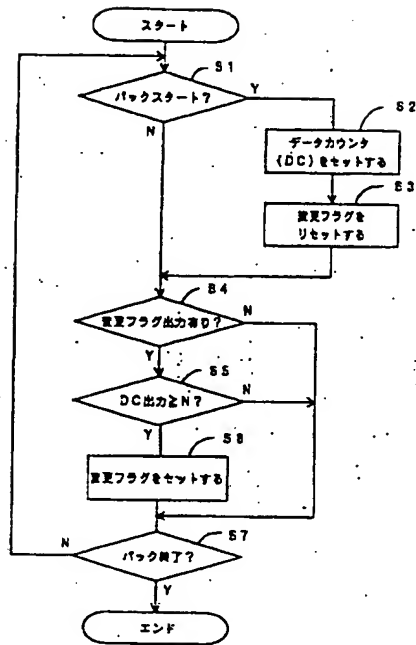 スタート
S1
パックスタート?
Y
N
S2
データカウンタ
(DC)をセットする
S3
変更フラグを
リセットする
S4
変更フラグ出力有り?
N
Y
S5
DC出力≧N?
N
Y
S6
変更フラグをセットする
S7
パック終了?
N
Y
エンド